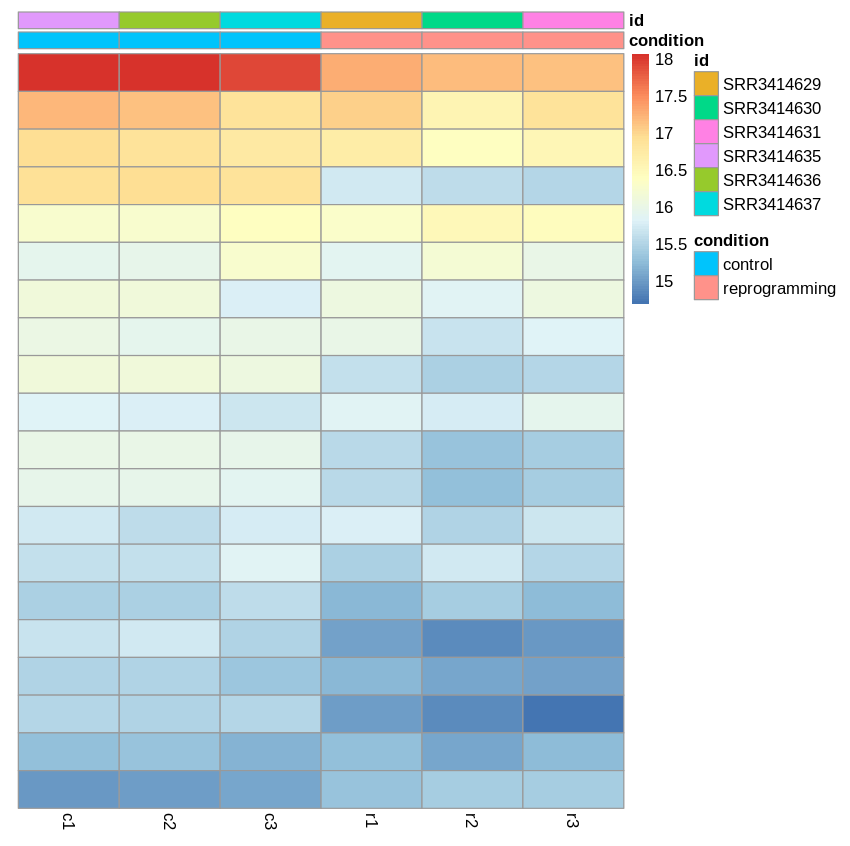 id
condition
18
17.5
17
16.5
16
15.5
15
id
SRR3414629
SRR3414630
SRR3414631
SRR3414635
SRR3414636
SRR3414637
condition
control
reprogramming
c1
c2
c3
r1
r2
r3